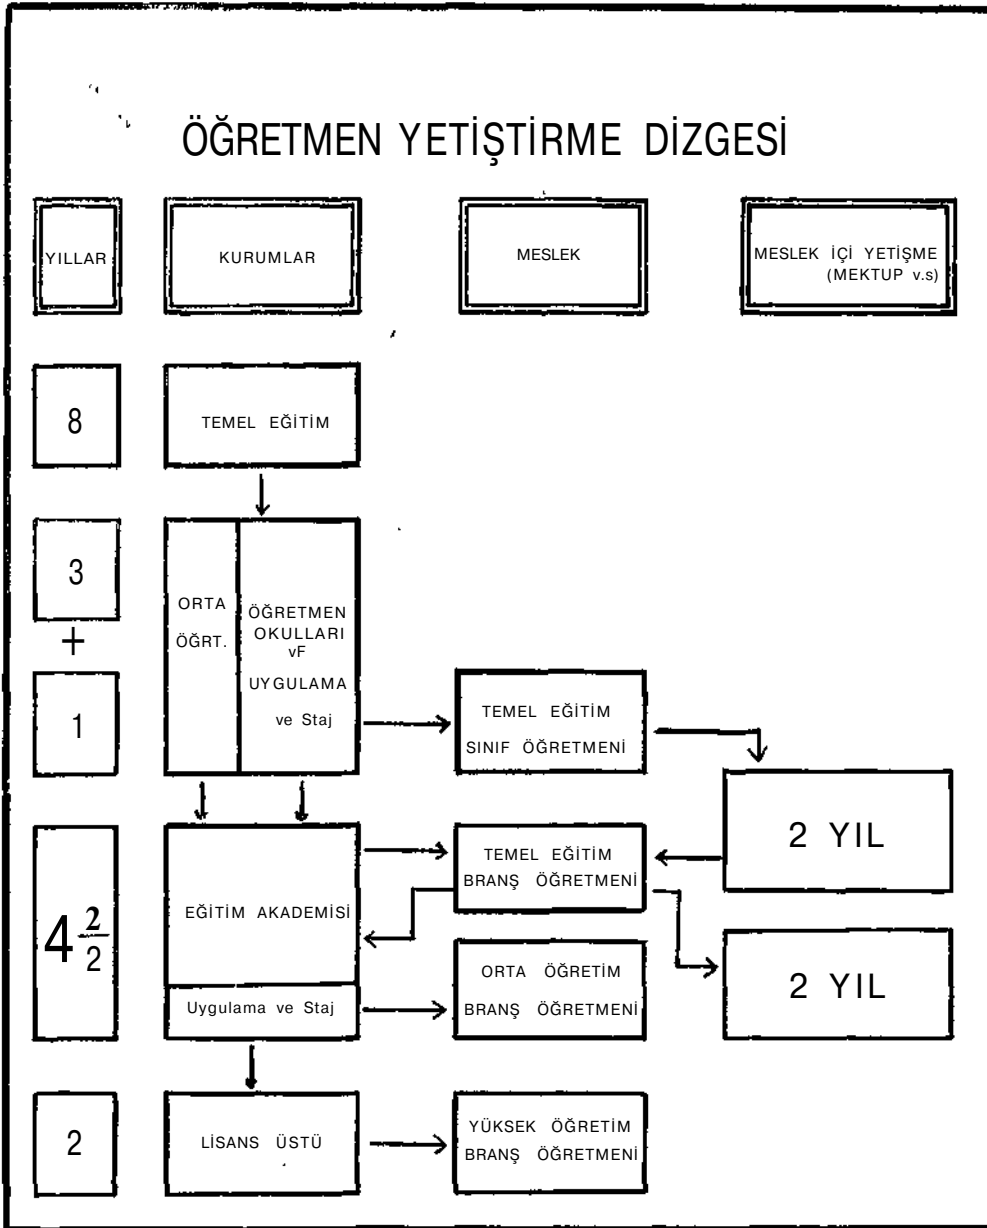 ÖĞRETMEN YETİŞTİRME DİZGESİ
YILLAR
KURUMLAR
MESLEK
MESLEK İÇİ YETİŞME
(MEKTUP v.s)
8
TEMEL EĞİTİM
3
+
1
ORTA
ÖĞRT.
ÖĞRETMEN
OKULLARI
vF
UYGULAMA
ve Staj
TEMEL EĞİTİM
SINIF ÖĞRETMENİ
2 YIL
4 2/2
EĞİTİM AKADEMİSİ
Uygulama ve Staj
TEMEL EĞİTİM
BRANŞ ÖĞRETMENİ
ORTA ÖĞRETİM
BRANŞ ÖĞRETMENİ
2 YIL
2
LİSANS ÜSTÜ
YÜKSEK ÖĞRETİM
BRANŞ ÖĞRETMENİ